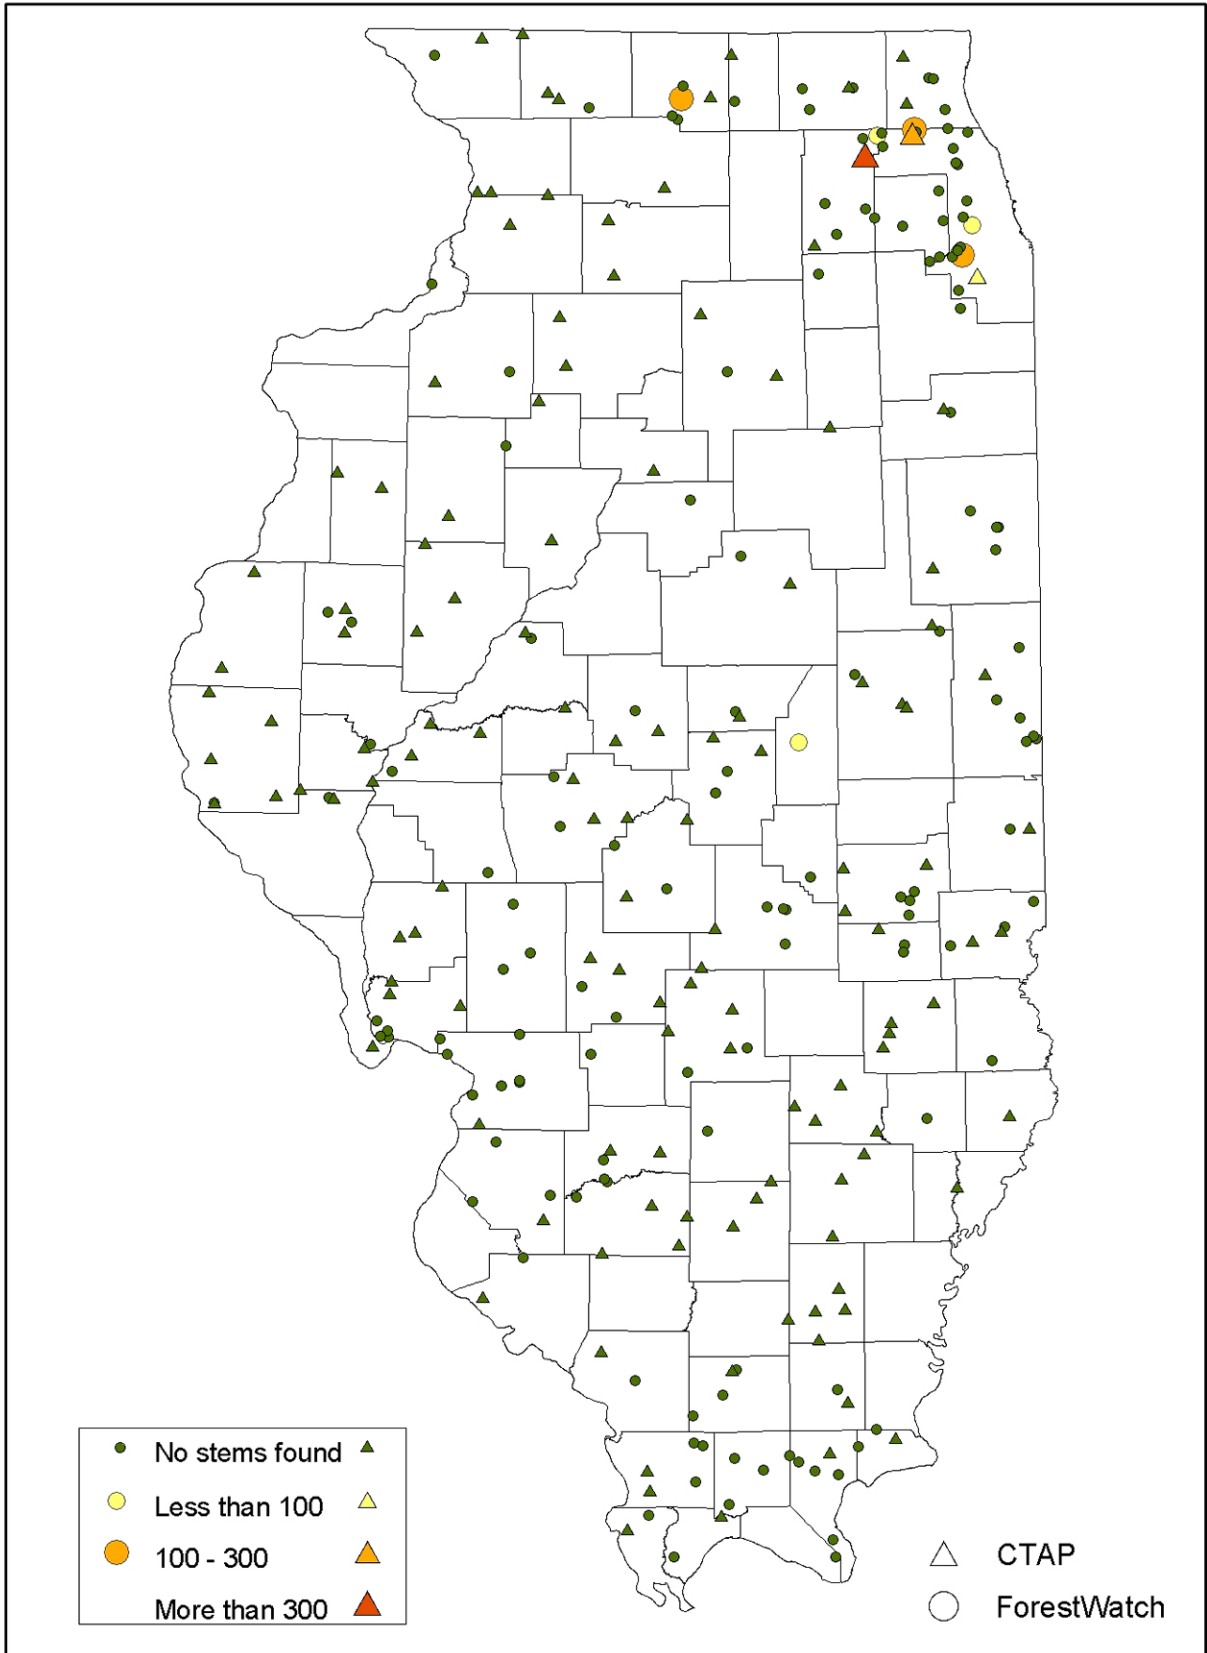 No stems found
Less than 100
100 - 300
More than 300
CTAP
ForestWatch